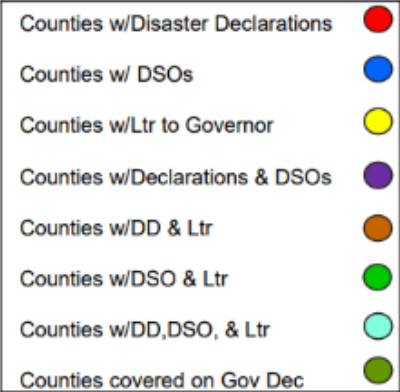 Counties w/Disaster Declarations
Counties w/ DSOs
Counties w/Ltr to Governor
Counties w/Declarations & DSOs
Counties w/DD & Ltr
Counties w/DSO & Ltr
Counties w/DD,DSO, & Ltr
Counties covered on Gov Dec